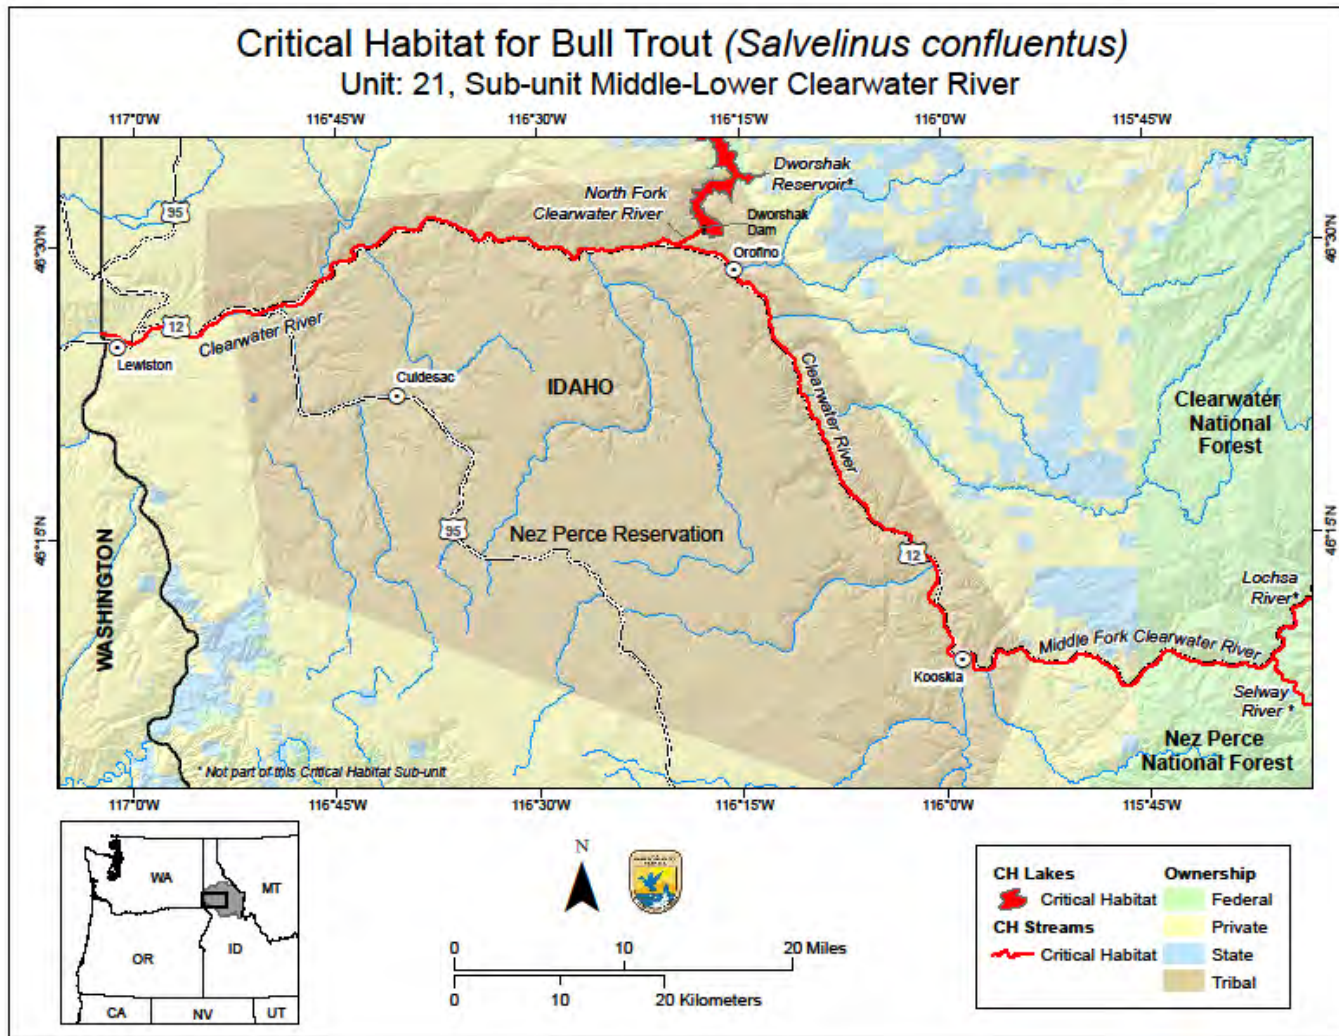 Critical Habitat for Bull Trout (Salvelinus confluentus)
Unit: 21, Sub-unit Middle-Lower Clearwater River
117°0'W
116°45'W
116°30'W
116°15'W
116°0'W
115°45'W
46°30'N
46°30'N
46°15'N
46°15'N
95
North Fork
Clearwater River
Dworshak
Reservoir*
Dworshak
Dam
Orofino
12
Clearwater River
Lewiston
Culdesac
IDAHO
Clearwater River
Clearwater
National
Forest
95
Nez Perce Reservation
12
WASHINGTON
Lochsa
River*
Middle Fork Clearwater River
Kooskia
Selway
River *
Nez Perce
National Forest
* Not part of this Critical Habitat Sub-unit
117°0'W
116°45'W
116°30'W
116°15'W
116°0'W
115°45'W
WA
MT
OR
ID
CA
NV
UT
N
0 10 20 Miles
0 10 20 Kilometers
CH Lakes
Critical Habitat
CH Streams
Critical Habitat
Ownership
Federal
Private
State
Tribal